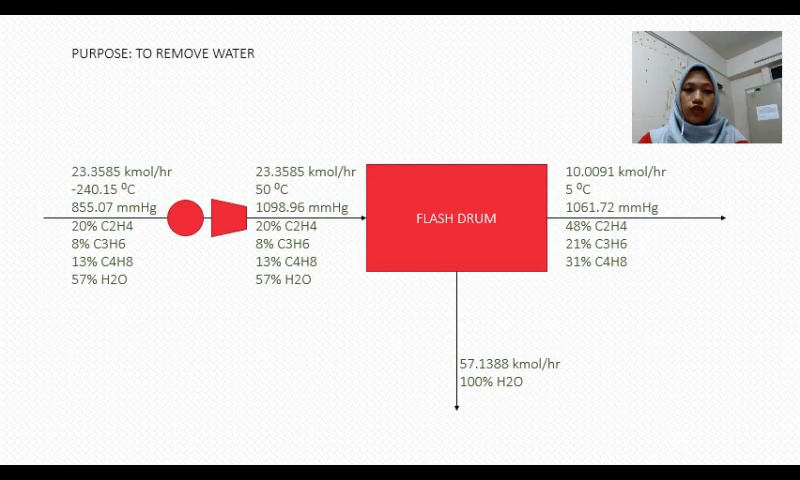 PURPOSE: TO REMOVE WATER
23.3585 kmol/hr
-240.15 ⁰C
855.07 mmHg
20% C2H4
8% C3H6
13% C4H8
57% H2O
23.3585 kmol/hr
50 ⁰C
1098.96 mmHg
20% C2H4
8% C3H6
13% C4H8
57% H2O
FLASH DRUM
10.0091 kmol/hr
5 ⁰C
1061.72 mmHg
48% C2H4
21% C3H6
31% C4H8
57.1388 kmol/hr
100% H2O